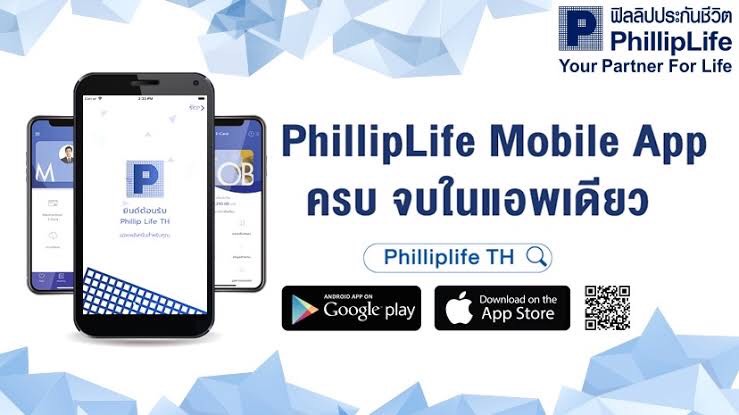 ฟิลลิปประกันชีวิต
PhillipLife
Your Partner For Life
PhillipLife Mobile App
ครบ จบในแอพเดียว
Philliplife TH
ANDROID APP ON
Google play
Download on the
App Store
P
ยินดีต้อนรับ
Phillip Life TH
M
OB